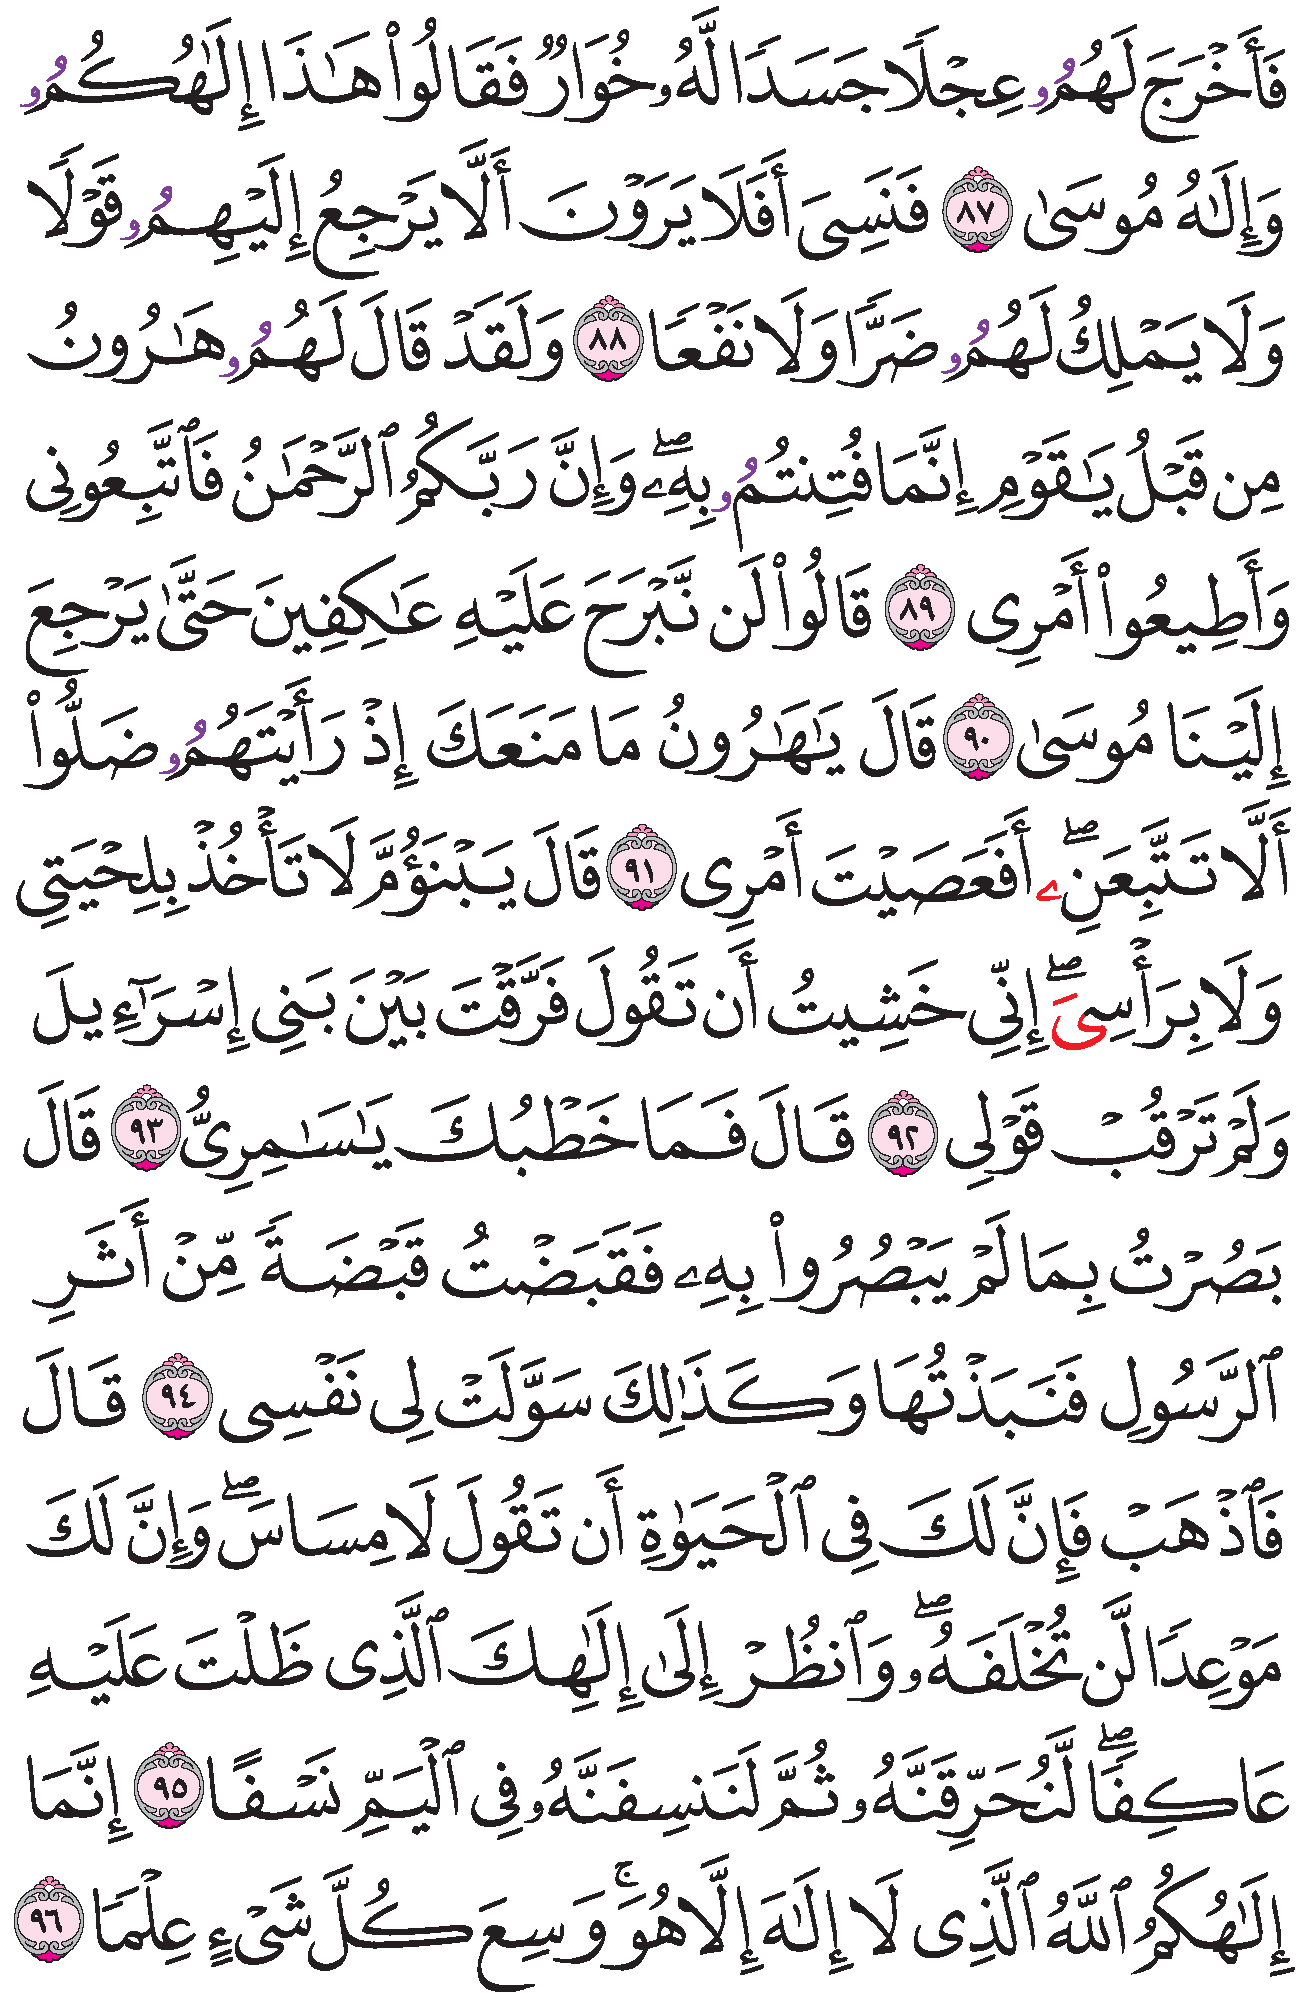 فَأَخْرَجَ لَهُمُۥ عِجْلًا جَسَدًا لَّهُۥ خُوَارٌ فَقَالُوا۟ هَـٰذَا إِلَـٰهُكُمُۥ
وَإِلَـٰهُ مُوسَىٰ ٨٧ فَنَسِىَ أَفَلَا يَرَوْنَ أَلَّا يَرْجِعُ إِلَيْهِمُۥ قَوْلًا
وَلَا يَمْلِكُ لَهُمُۥ ضَرًّا وَلَا نَفْعًا ٨٨ وَلَقَدْ قَالَ لَهُمُۥ هَـٰرُونُ
مِن قَبْلُ يَـٰقَوْمِ إِنَّمَا فُتِنتُمُۥ بِهِۦۖ وَإِنَّ رَبَّكُمُ ٱلرَّحْمَـٰنُ فَٱتَّبِعُونِى
وَأَطِيعُوٓا۟ أَمْرِى ٨٩ قَالُوا۟ لَن نَّبْرَحَ عَلَيْهِ عَـٰكِفِينَ حَتَّىٰ يَرْجِعَ
إِلَيْنَا مُوسَىٰ ٩٠ قَالَ يَـٰهَـٰرُونُ مَا مَنَعَكَ إِذْ رَأَيْتَهُمُۥ ضَلُّوا۟
أَلَّا تَتَّبِعَنِۦۖ أَفَعَصَيْتَ أَمْرِى ٩١ قَالَ يَبْنَؤُمَّ لَا تَأْخُذْ بِلِحْيَتِى
وَلَا بِرَأْسِىَۖ إِنِّى خَشِيتُ أَن تَقُولَ فَرَّقْتَ بَيْنَ بَنِى إِسْرَآءِيلَ
وَلَمْ تَرْقُبْ قَوْلِى ٩٢ قَالَ فَمَا خَطْبُكَ يَـٰسَـٰمِرِىُّ ٩٣ قَالَ
بَصُرْتُ بِمَا لَمْ يَبْصُرُوا۟ بِهِۦ فَقَبَضْتُ قَبْضَةً مِّنْ أَثَرِ
ٱلرَّسُولِ فَنَبَذْتُهَا وَكَذَٰلِكَ سَوَّلَتْ لِى نَفْسِى ٩٤ قَالَ
فَٱذْهَبْ فَإِنَّ لَكَ فِى ٱلْحَيَوٰةِ أَن تَقُولَ لَا مِسَاسَۖ وَإِنَّ لَكَ
مَوْعِدًا لَّن تُخْلَفَهُۥۖ وَٱنظُرْ إِلَىٰ إِلَـٰهِكَ ٱلَّذِى ظَلْتَ عَلَيْهِ
عَاكِفًاۖ لَّنُحَرِّقَنَّهُۥ ثُمَّ لَنَنسِفَنَّهُۥ فِى ٱلْيَمِّ نَسْفًا ٩٥ إِنَّمَا
إِلَـٰهُكُمُ ٱللَّهُ ٱلَّذِى لَا إِلَـٰهَ إِلَّا هُوَۚ وَسِعَ كُلَّ شَىْءٍ عِلْمًا ٩٦